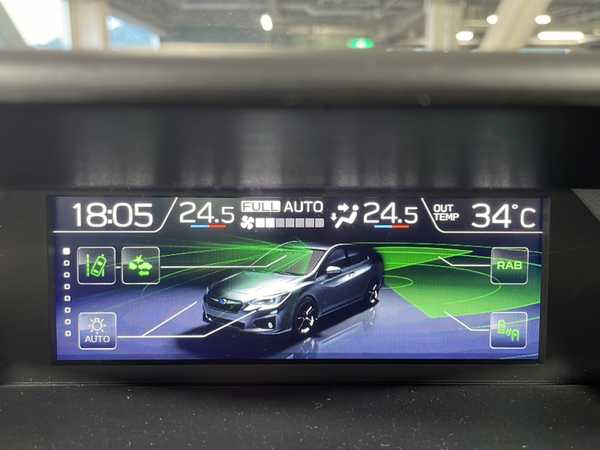 18:05
24.5
FULL AUTO
24.5
OUT TEMP
34°C
RAB
AUTO